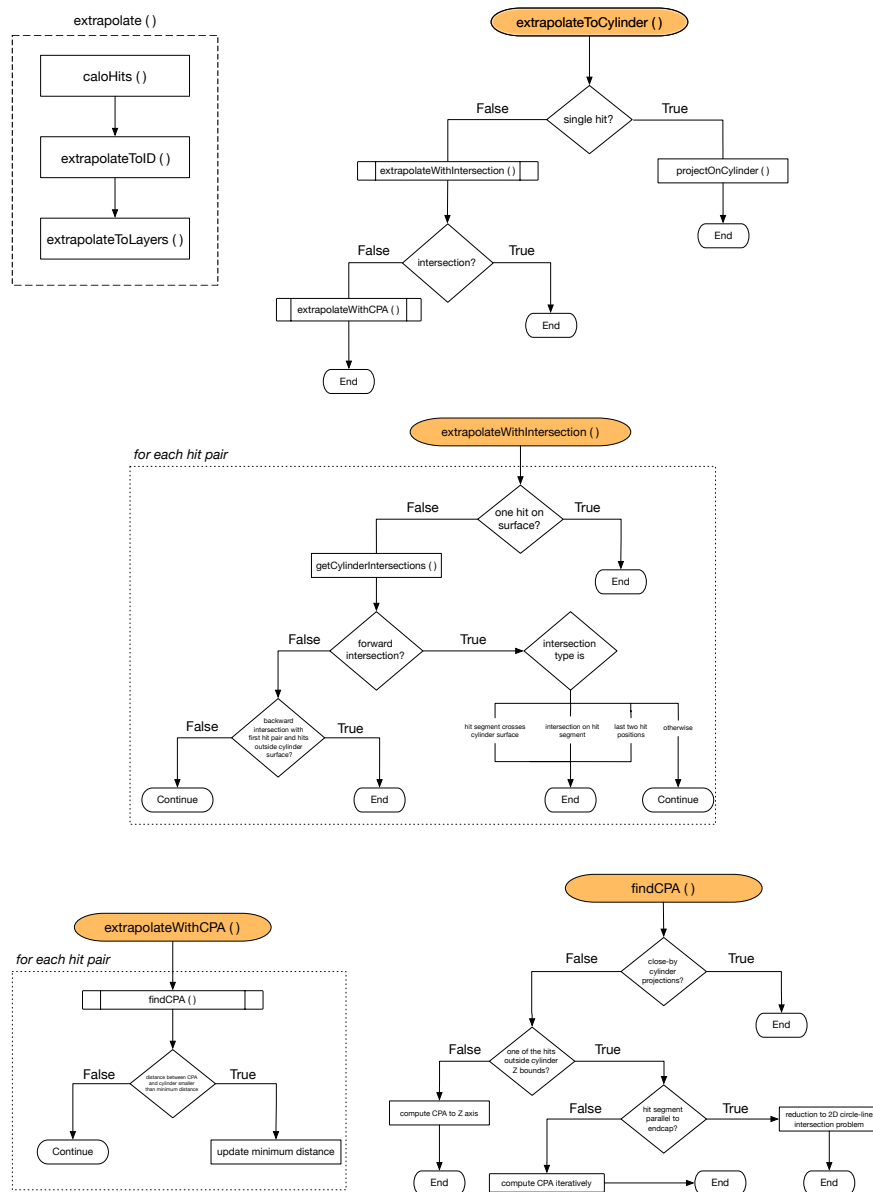 extrapolate ( )
caloHits ( )
extrapolateToID ( )
extrapolateToLayers ( )
extrapolateToCylinder ( )
single hit?
False
True
extrapolateWithIntersection ( )
projectOnCylinder ( )
End
intersection?
False
True
extrapolateWithCPA ( )
End
End
extrapolateWithIntersection ( )
for each hit pair
one hit on
surface?
False
True
getCylinderIntersections ( )
End
forward
intersection?
False
True
intersection
type is
backward
intersection with
first hit pair and hits
outside cylinder
surface?
False
True
hit segment crosses
cylinder surface
intersection on hit
segment
last two hit
positions
otherwise
Continue
End
End
Continue
extrapolateWithCPA ( )
for each hit pair
findCPA ( )
distance between CPA
and cylinder smaller
than minimum distance
False
True
Continue
update minimum distance
findCPA ( )
close-by
cylinder
projections?
False
True
End
one of the hits
outside cylinder
Z bounds?
False
True
compute CPA to Z axis
hit segment
parallel to
endcap?
False
True
reduction to 2D circle-line
intersection problem
End
compute CPA iteratively
End
End